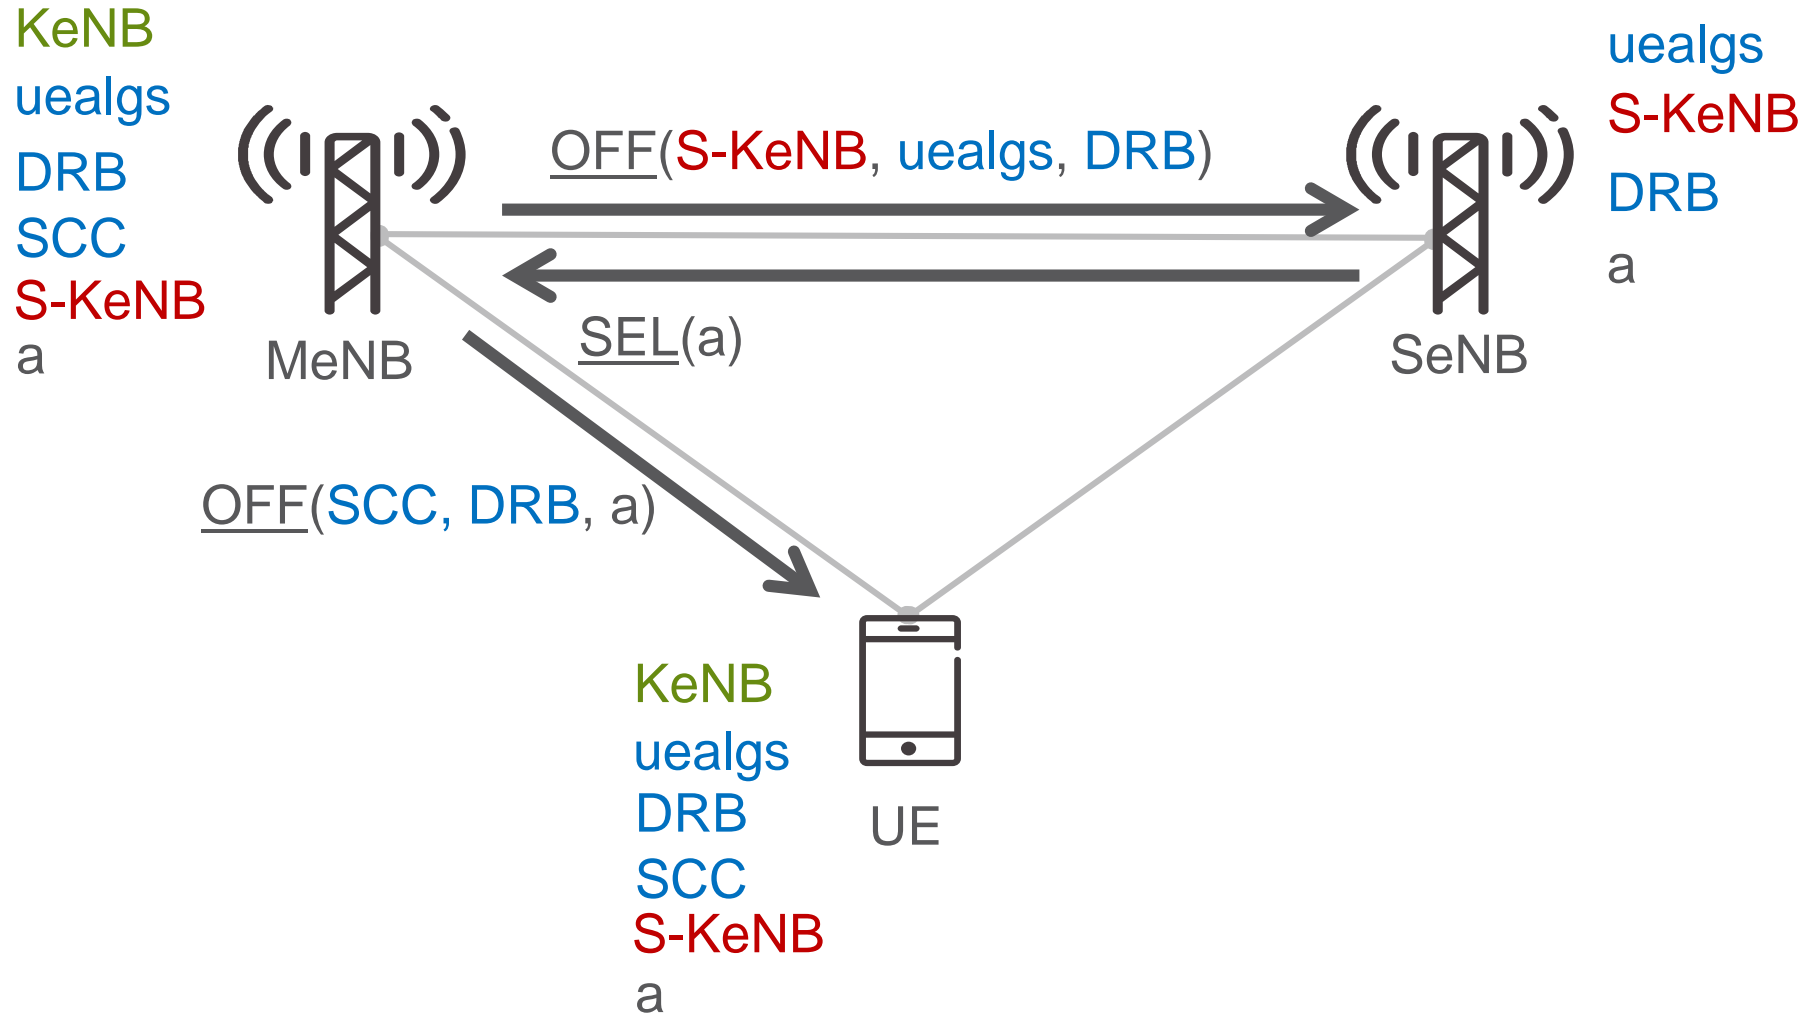 KeNB
uealgs
DRB
SCC
S-KeNB
a
MeNB
OFF(S-KeNB, uealgs, DRB)
SEL(a)
uealgs
S-KeNB
DRB
a
SeNB
OFF(SCC, DRB, a)
KeNB
uealgs
DRB
SCC
S-KeNB
a
UE